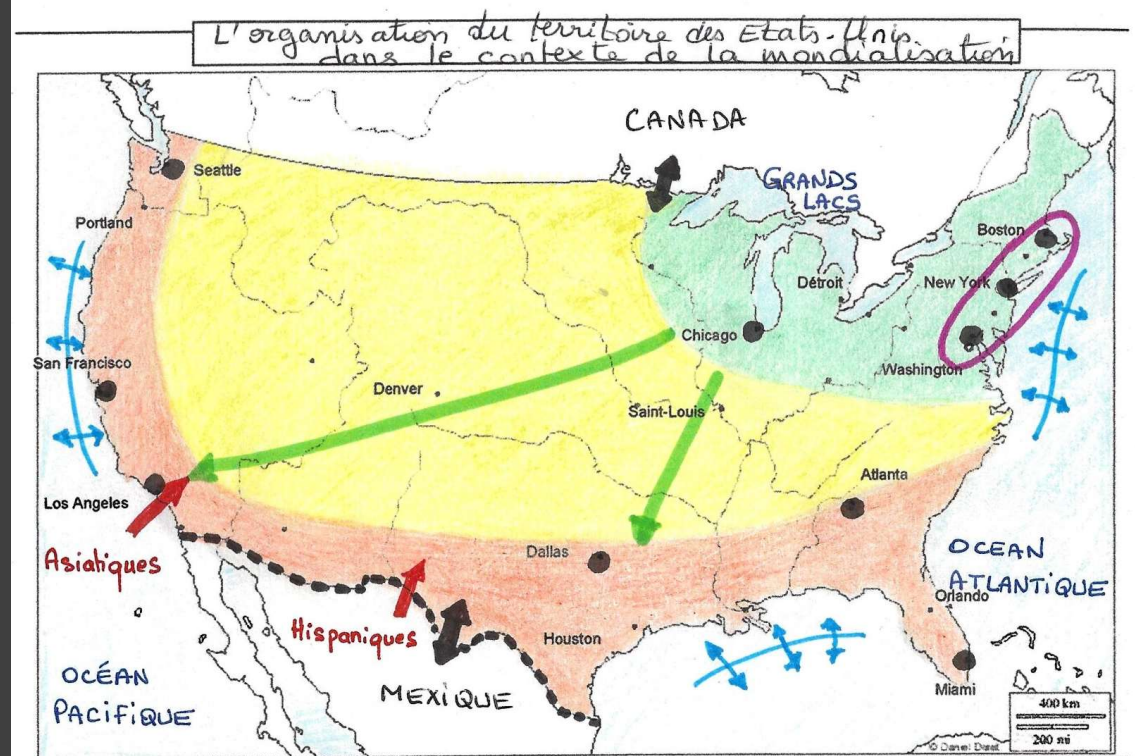 L'organisation du territoire des Etats-Unis
dans le contexte de la mondialisation
CANADA
GRANDS
LACS
Seattle
Portland
Boston
Détroit
New York
Chicago
San Francisco
Washington
Denver
Saint-Louis
Atlanta
Los Angeles
Dallas
Asiatiques
OCEAN
ATLANTIQUE
Orlando
Hispaniques
Houston
OCÉAN
PACIFIQUE
MEXIQUE
Miami
400 km
200 mi
© Daniel Dalet